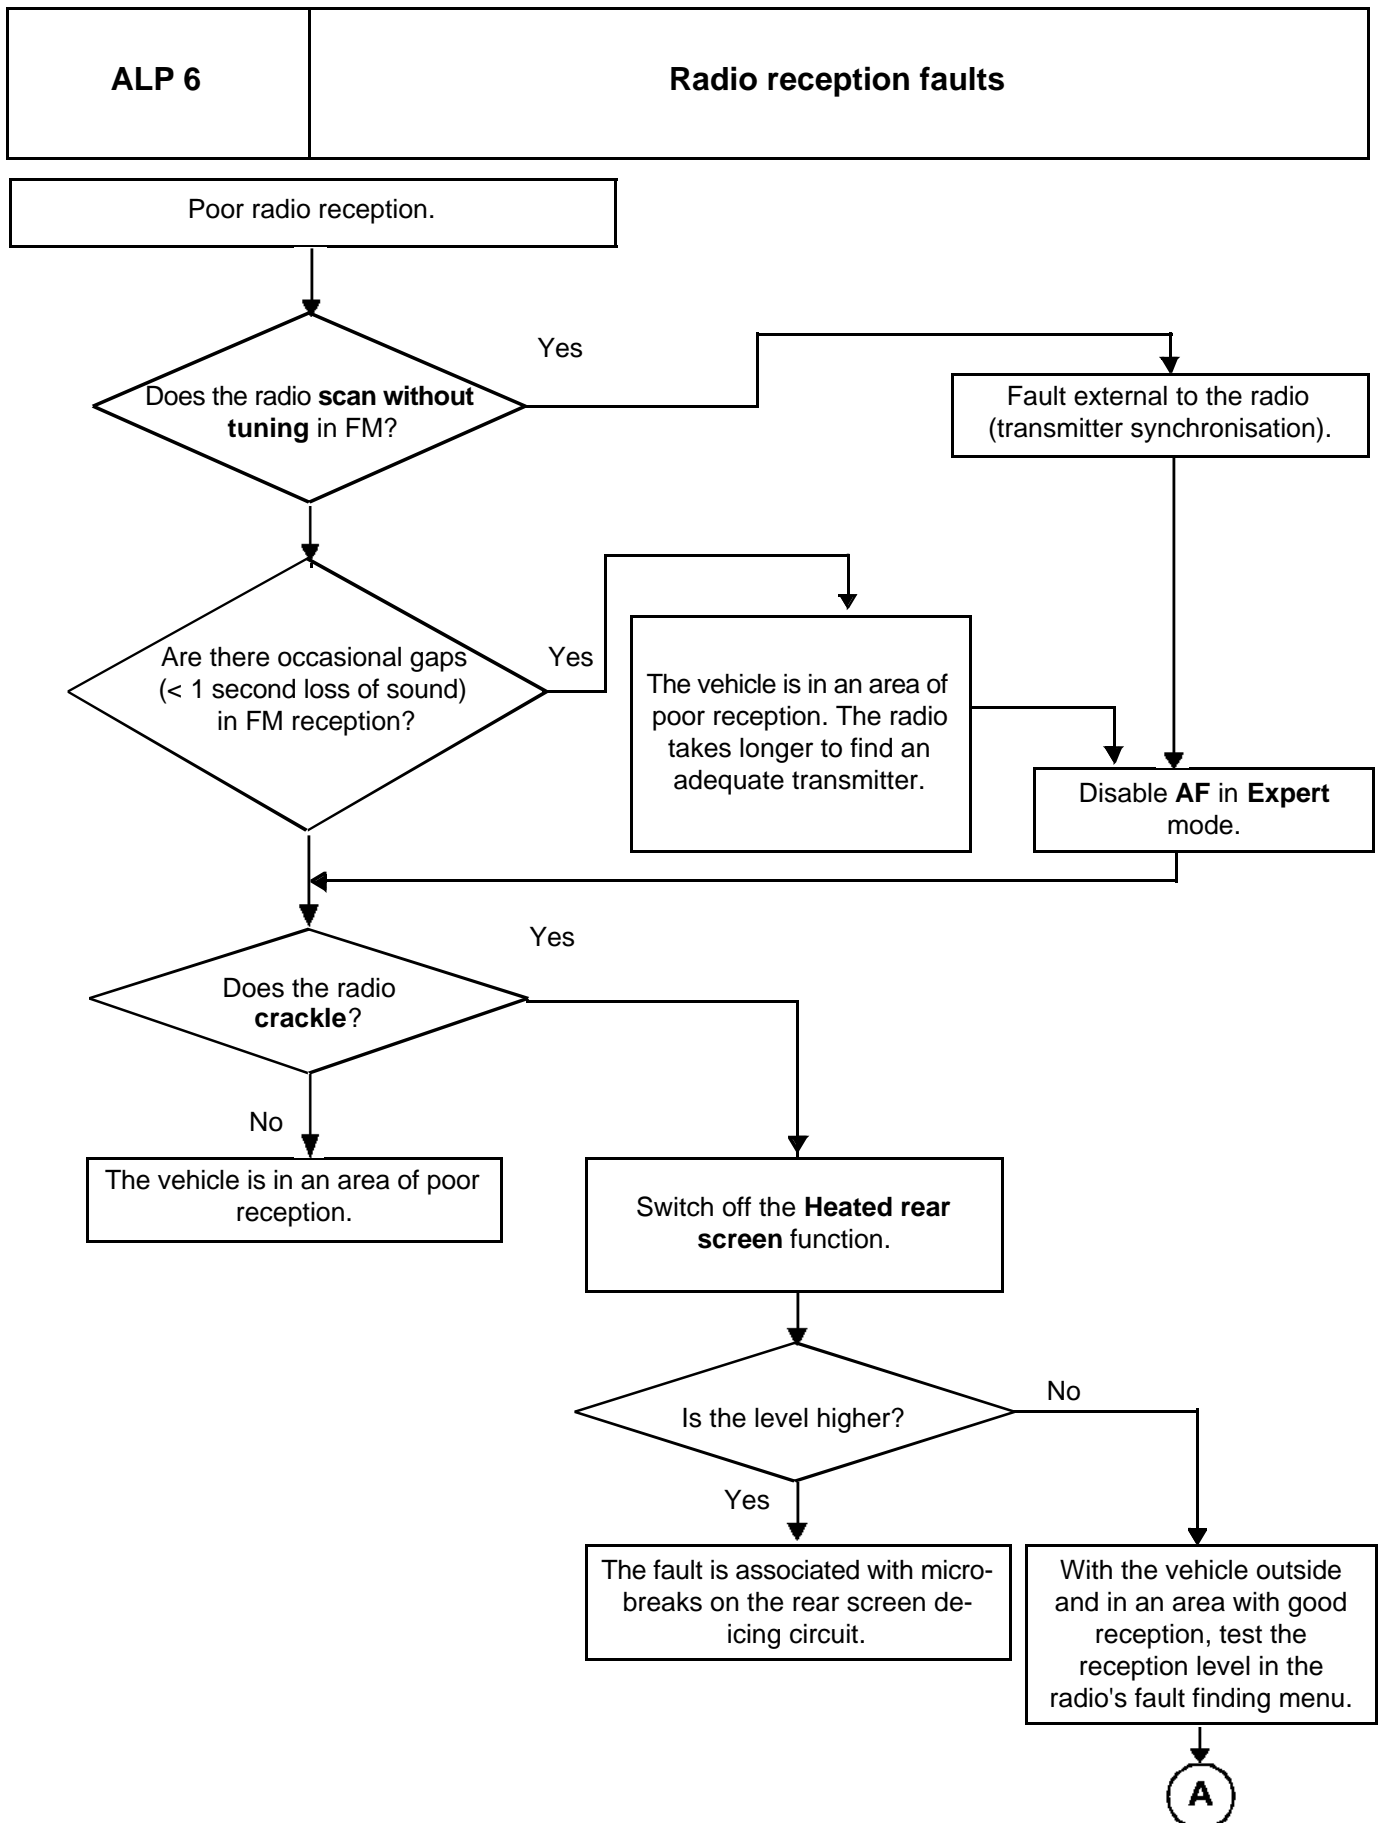 ALP 6
Radio reception faults
Poor radio reception.
Yes
Does the radio scan without
tuning in FM?
Fault external to the radio
(transmitter synchronisation).
Are there occasional gaps
(< 1 second loss of sound)
in FM reception?
Yes
The vehicle is in an area of
poor reception. The radio
takes longer to find an
adequate transmitter.
Disable AF in Expert
mode.
Yes
Does the radio
crackle?
No
The vehicle is in an area of poor
reception.
Switch off the Heated rear
screen function.
No
Is the level higher?
Yes
The fault is associated with micro-
breaks on the rear screen de-
icing circuit.
With the vehicle outside
and in an area with good
reception, test the
reception level in the
radio's fault finding menu.
A